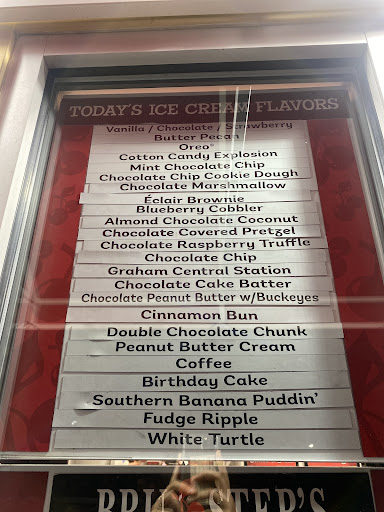 TODAY'S ICE CREAM FLAVORS
Vanilla / Chocolate / Strawberry
Butter Pecan
Oreo®
Cotton Candy Explosion
Mint Chocolate Chip
Chocolate Chip Cookie Dough
Chocolate Marshmallow
Éclair Brownie
Blueberry Cobbler
Almond Chocolate Coconut
Chocolate Covered Pretzel
Chocolate Raspberry Truffle
Chocolate Chip
Graham Central Station
Chocolate Cake Batter
Chocolate Peanut Butter w/Buckeyes
Cinnamon Bun
Double Chocolate Chunk
Peanut Butter Cream
Coffee
Birthday Cake
Southern Banana Puddin'
Fudge Ripple
White Turtle